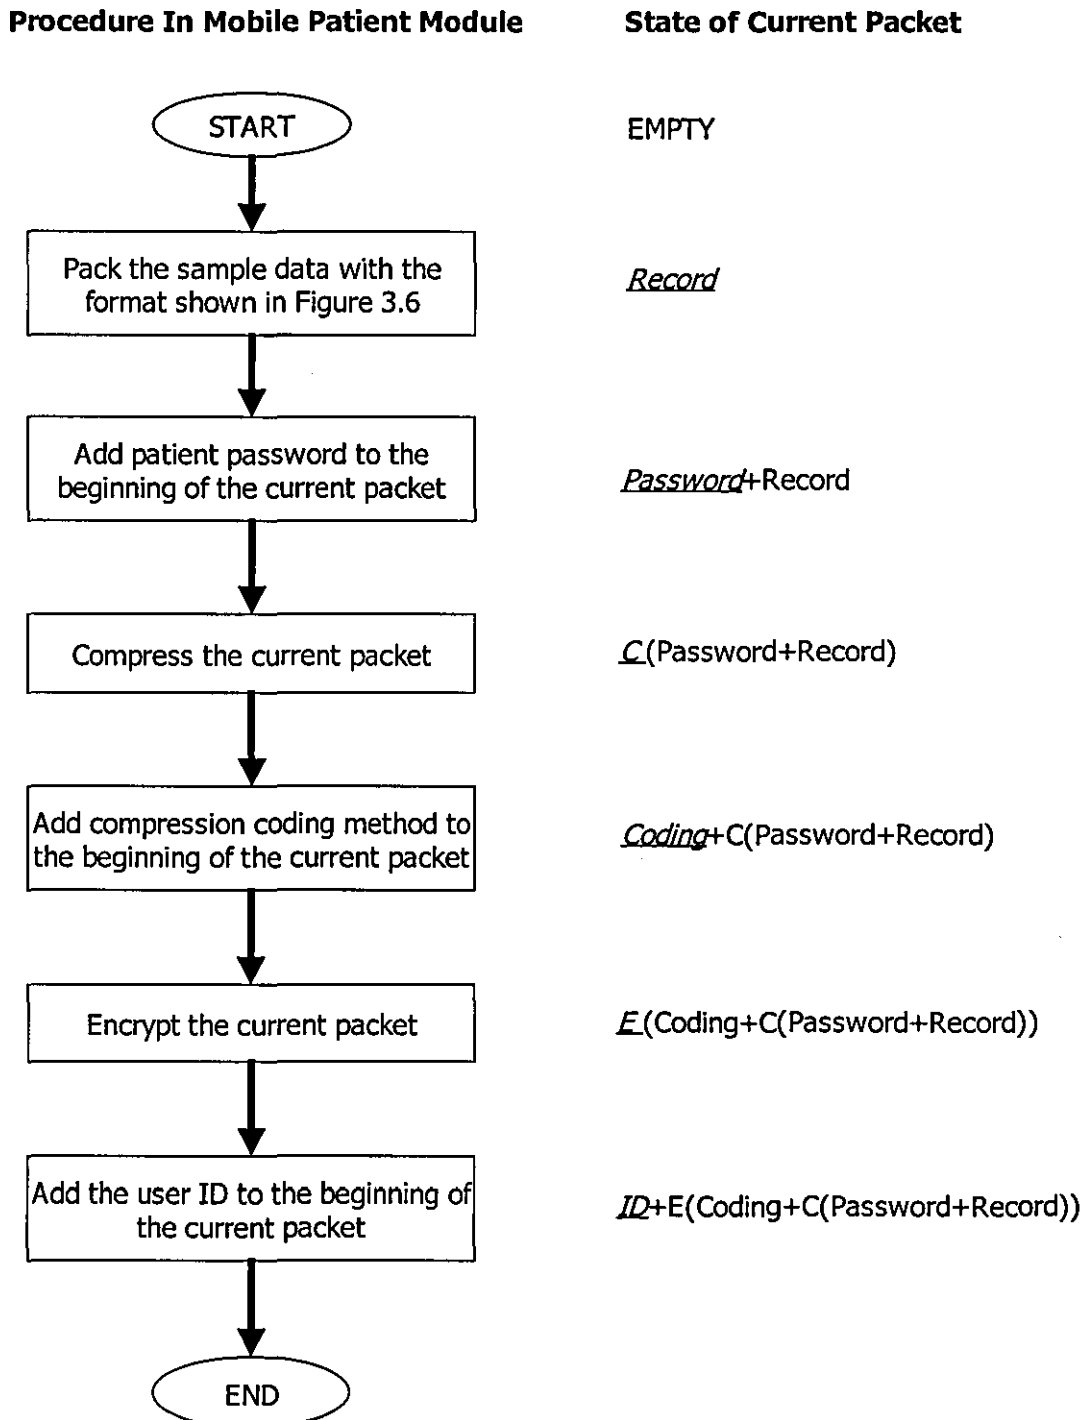 Procedure In Mobile Patient Module
State of Current Packet
START
EMPTY
Pack the sample data with the
format shown in Figure 3.6
Record
Add patient password to the
beginning of the current packet
Password+Record
Compress the current packet
C(Password+Record)
Add compression coding method to
the beginning of the current packet
Coding+C(Password+Record)
Encrypt the current packet
E(Coding+C(Password+Record))
Add the user ID to the beginning of
the current packet
ID+E(Coding+C(Password+Record))
END